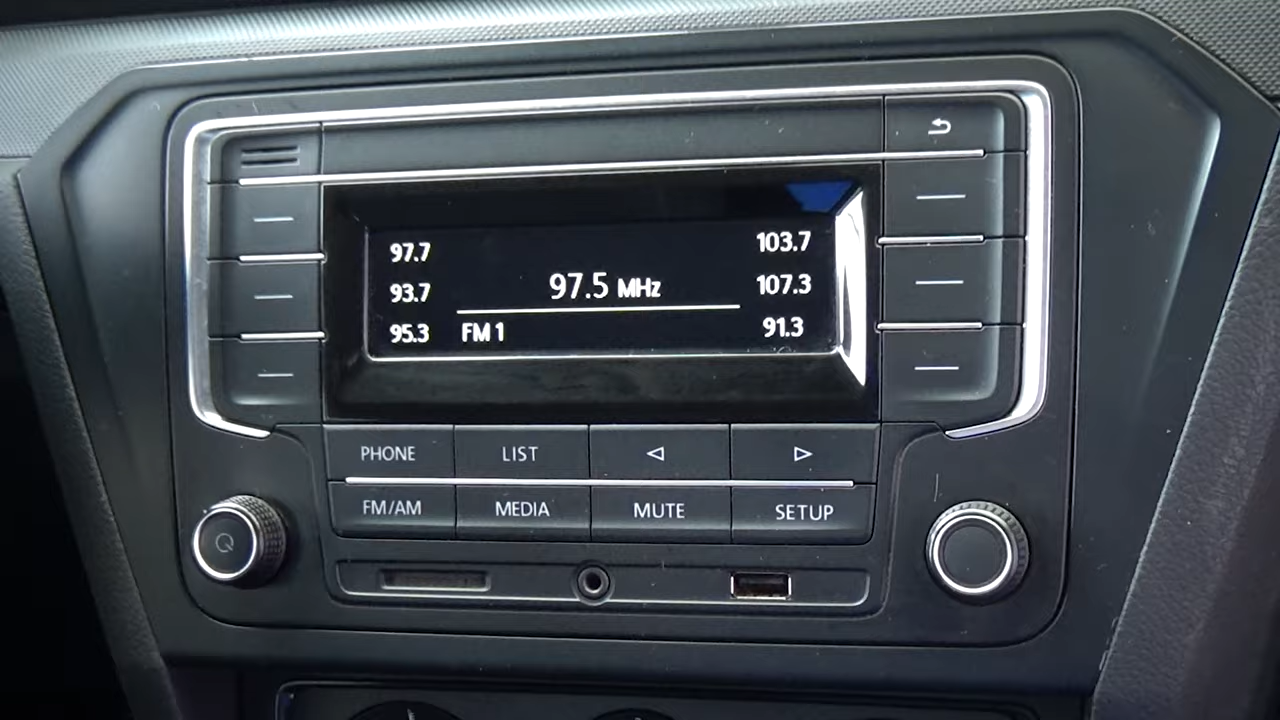 97.7
103.7
97.5 MHz
93.7
107.3
95.3
FM 1
91.3
PHONE LIST
FM/AM MEDIA MUTE SETUP